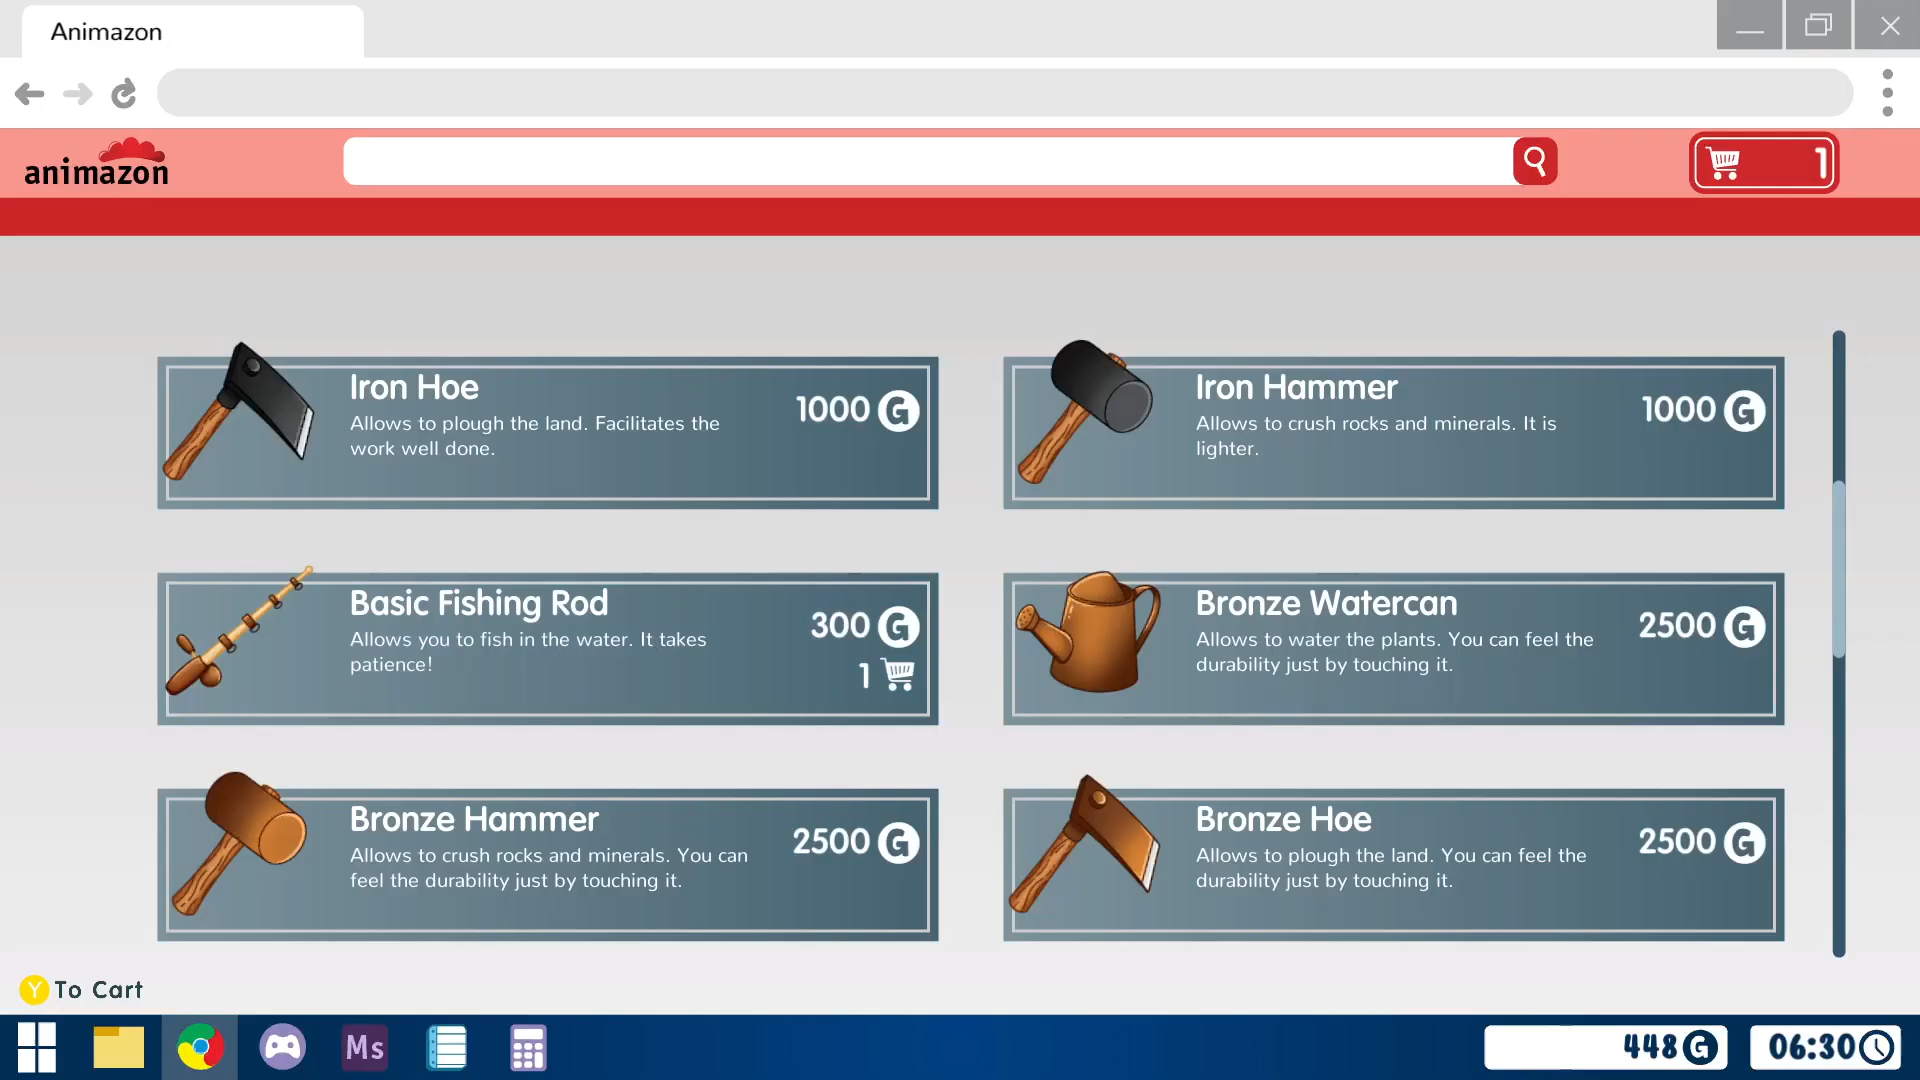 Animazon
animazon
1
Iron Hoe
Allows to plough the land. Facilitates the
work well done.
1000 G
Iron Hammer
Allows to crush rocks and minerals. It is
lighter.
1000 G
Basic Fishing Rod
Allows you to fish in the water. It takes
patience!
300 G
1
Bronze Watercan
Allows to water the plants. You can feel the
durability just by touching it.
2500 G
Bronze Hammer
Allows to crush rocks and minerals. You can
feel the durability just by touching it.
2500 G
Bronze Hoe
Allows to plough the land. You can feel the
durability just by touching it.
2500 G
Y To Cart
Ms
448 G
06:30